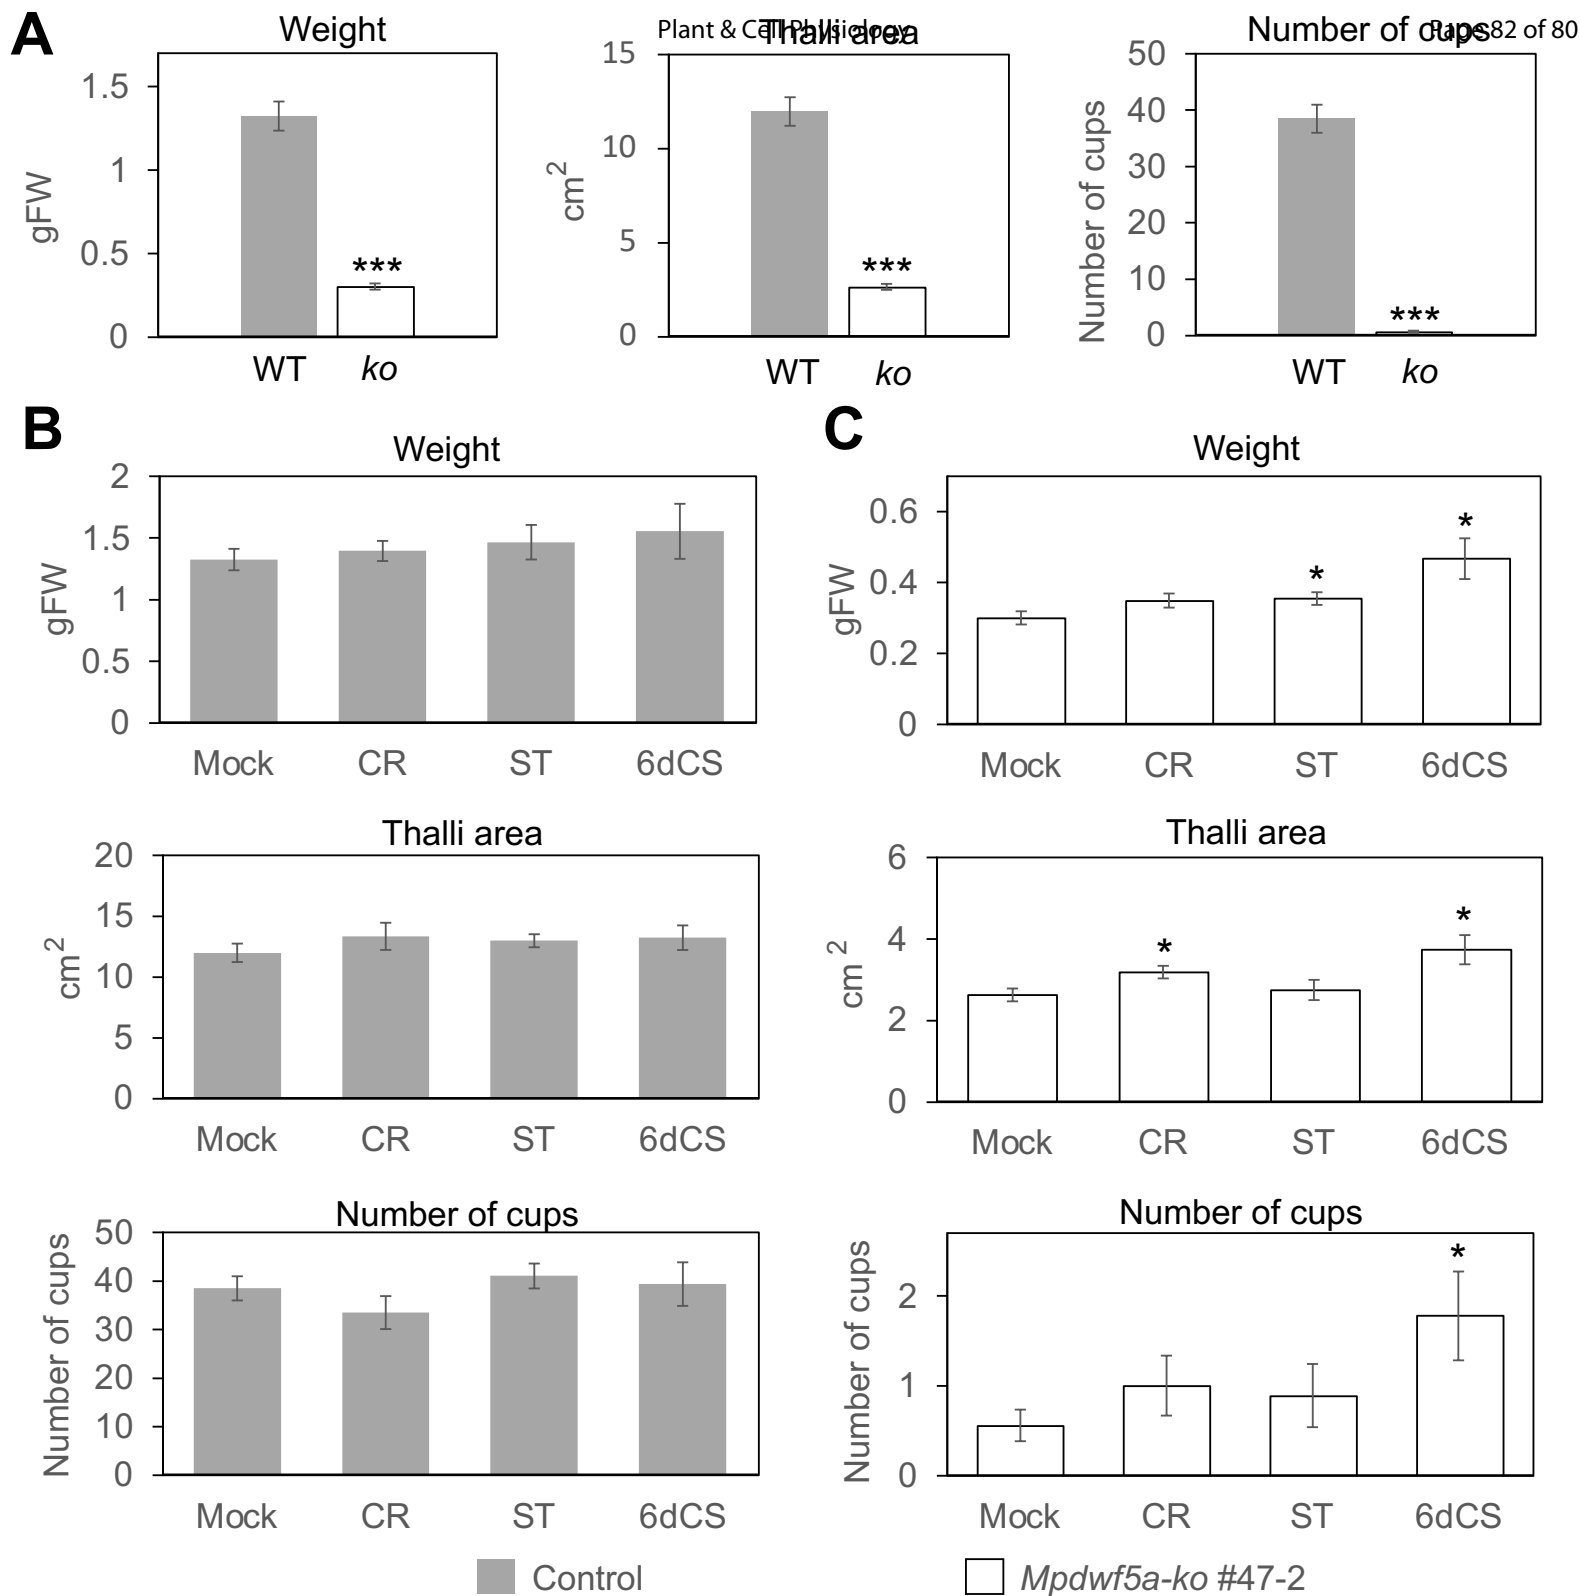 Plant & Cell Physiology
Page 82 of 80
A
Weight
gFW
1.5
1
0.5
0
***
WT
ko
Thalli area
cm2
15
10
5
0
***
WT
ko
Number of cups
Number of cups
50
40
30
20
10
0
***
WT
ko
B
Weight
gFW
2
1.5
1
0.5
0
Mock CR ST 6dCS
Thalli area
cm2
20
15
10
5
0
Mock CR ST 6dCS
Number of cups
Number of cups
50
40
30
20
10
0
Mock CR ST 6dCS
Control
C
Weight
gFW
0.6
0.4
0.2
0
*
*
Mock CR ST 6dCS
Thalli area
cm 2
6
4
2
0
*
*
Mock CR ST 6dCS
Number of cups
Number of cups
2
1
0
*
Mock CR ST 6dCS
Mpdwf5a-ko #47-2